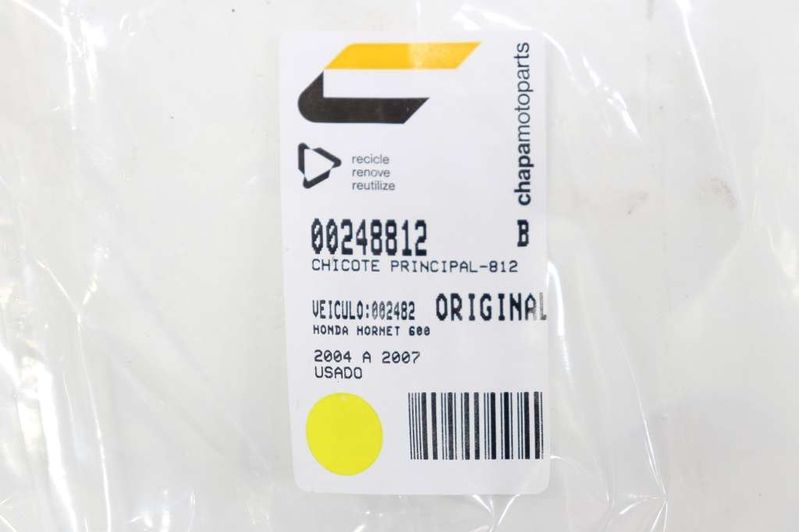 chapamotoparts
recicle
renove
reutilize
00248812 B
CHICOTE PRINCIPAL-812
VEICULO:002482 ORIGINAL
HONDA HORNET 600
2004 A 2007
USADO